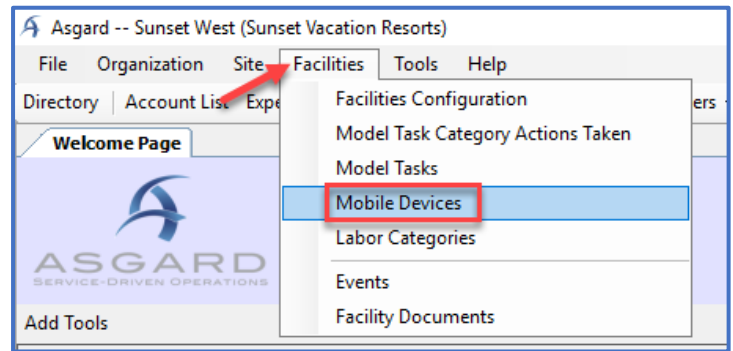 Asgard -- Sunset West (Sunset Vacation Resorts)
File Organization Site Facilities Tools Help
Directory Account List Expe ers
Facilities Configuration
Welcome Page
Model Task Category Actions Taken
Model Tasks
Mobile Devices
Labor Categories
ASGARD
SERVICE-DRIVEN OPERATIONS
Events
Add Tools
Facility Documents